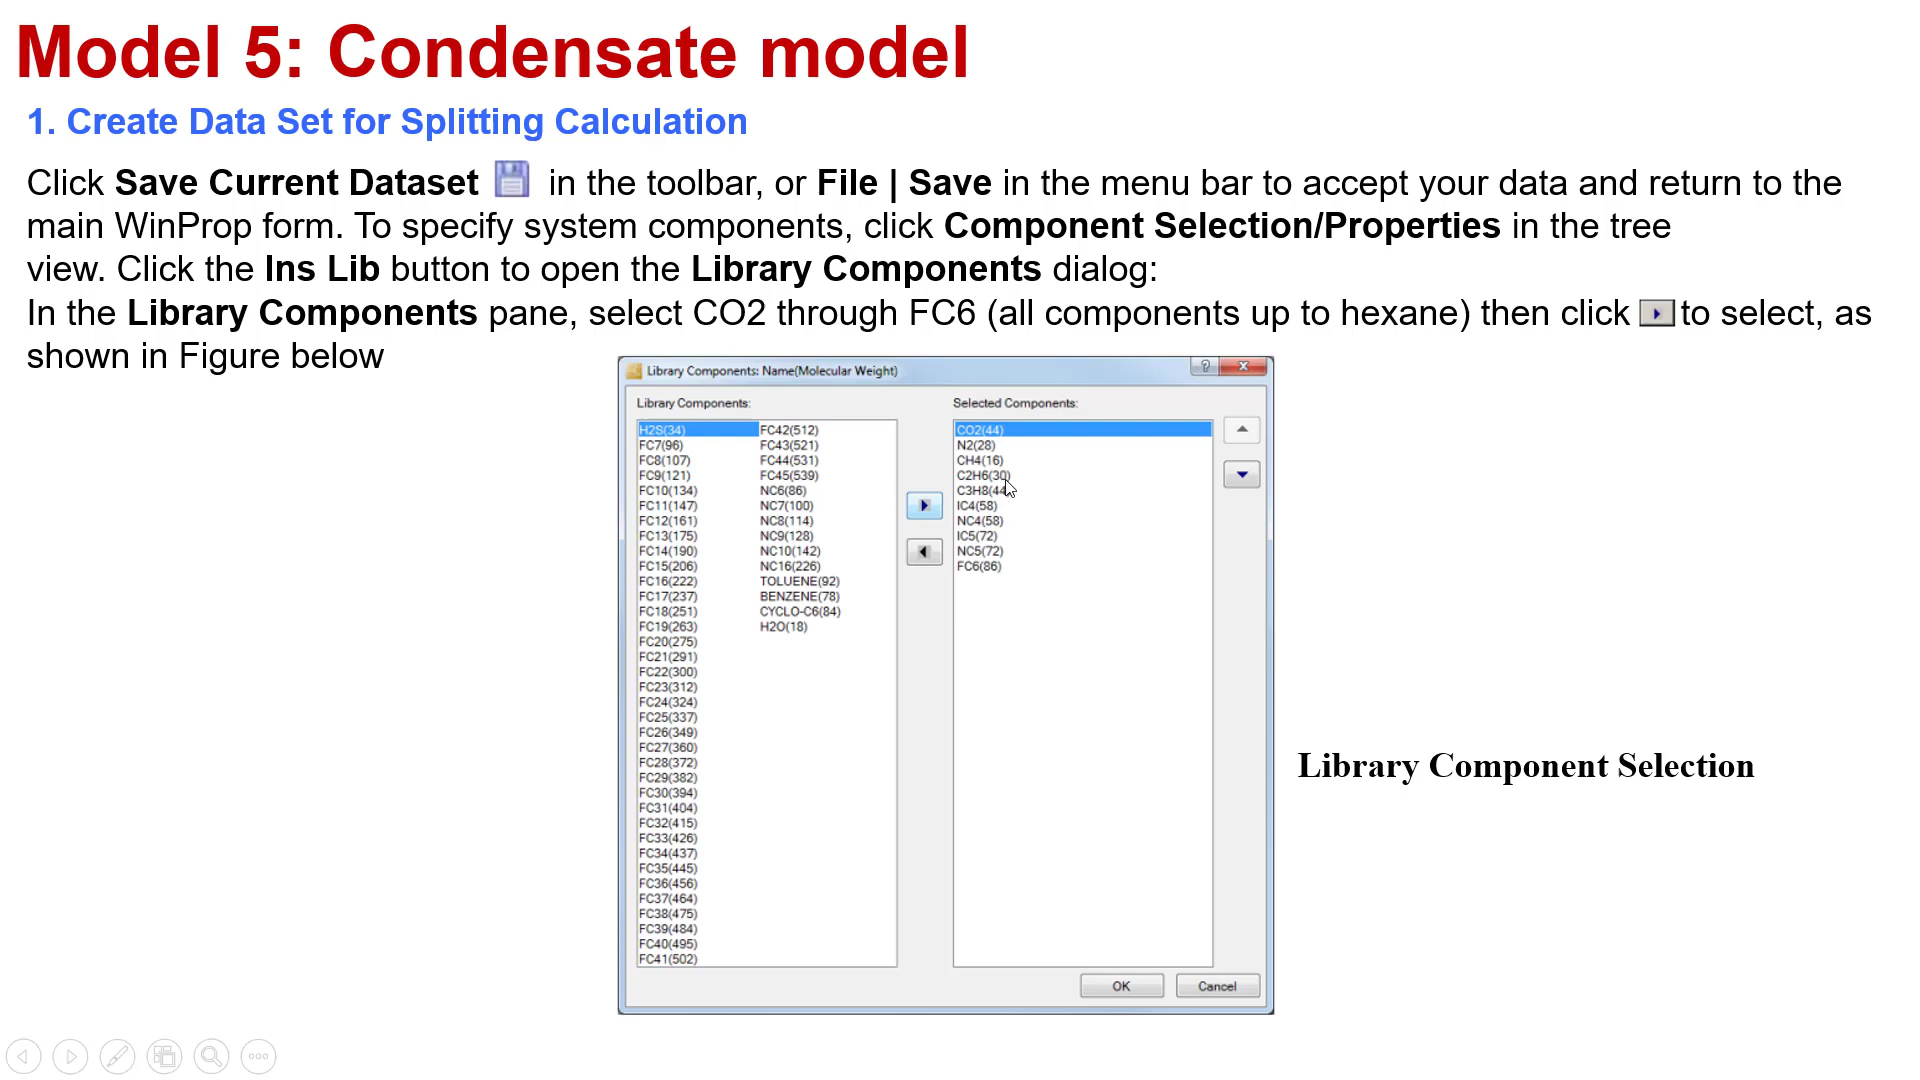 Model 5: Condensate model
1. Create Data Set for Splitting Calculation
Click Save Current Dataset in the toolbar, or File | Save in the menu bar to accept your data and return to the
main WinProp form. To specify system components, click Component Selection/Properties in the tree
view. Click the Ins Lib button to open the Library Components dialog:
In the Library Components pane, select CO2 through FC6 (all components up to hexane) then click to select, as
shown in Figure below
Library Components: Name(Molecular Weight)
Library Components:
H2S(34)
FC7(96)
FC8(107)
FC9(121)
FC10(134)
FC11(147)
FC12(161)
FC13(175)
FC14(190)
FC15(206)
FC16(222)
FC17(237)
FC18(251)
FC19(263)
FC20(275)
FC21(291)
FC22(300)
FC23(312)
FC24(324)
FC25(337)
FC26(349)
FC27(360)
FC28(372)
FC29(382)
FC30(394)
FC31(404)
FC32(415)
FC33(426)
FC34(437)
FC35(445)
FC36(456)
FC37(464)
FC38(475)
FC39(484)
FC40(495)
FC41(502)
FC42(512)
FC43(521)
FC44(531)
FC45(539)
NC6(86)
NC7(100)
NC8(114)
NC9(128)
NC10(142)
NC16(226)
TOLUENE(92)
BENZENE(78)
CYCLO-C6(84)
H2O(18)
Selected Components:
CO2(44)
N2(28)
CH4(16)
C2H6(30)
C3H8(44)
IC4(58)
NC4(58)
IC5(72)
NC5(72)
FC6(86)
OK
Cancel
Library Component Selection